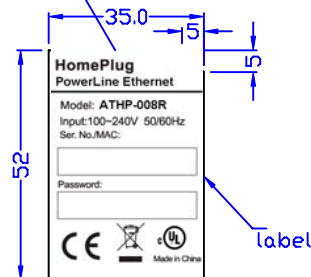 35.0
5
5
HomePlug
PowerLine Ethernet
Model: ATHP-008R
Input:100~240V 50/60Hz
Ser. No./MAC:
52
Password:
CE
c UL
Made in China
label